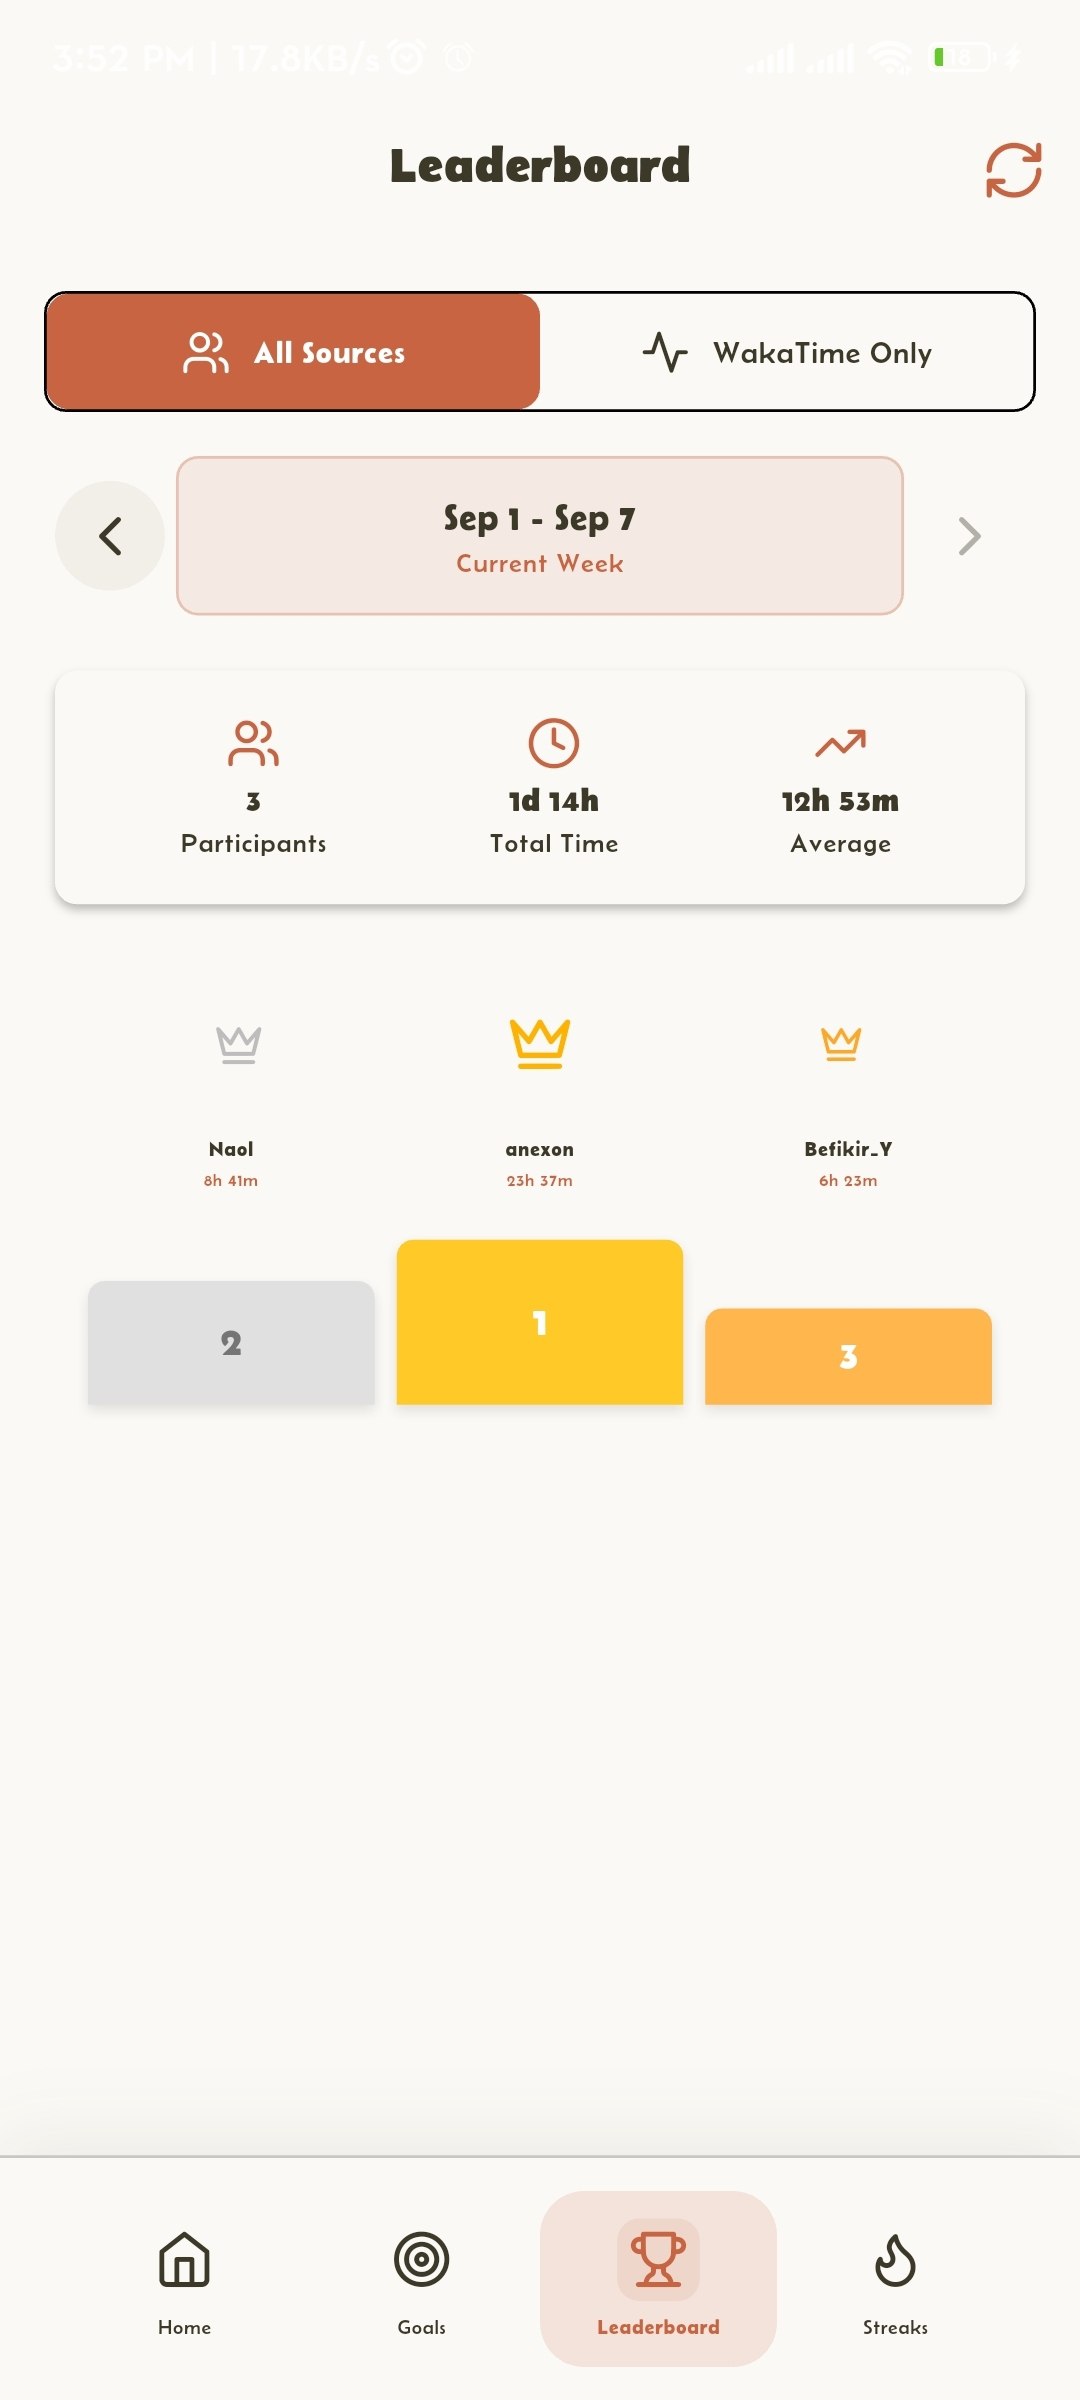 3:52 PM | 17.8KB/s
Leaderboard
All Sources
WakaTime Only
Sep 1 - Sep 7
Current Week
3
Participants
1d 14h
Total Time
12h 53m
Average
Naol
8h 41m
anexon
23h 37m
Befikir_Y
6h 23m
2
1
3
Home
Goals
Leaderboard
Streaks